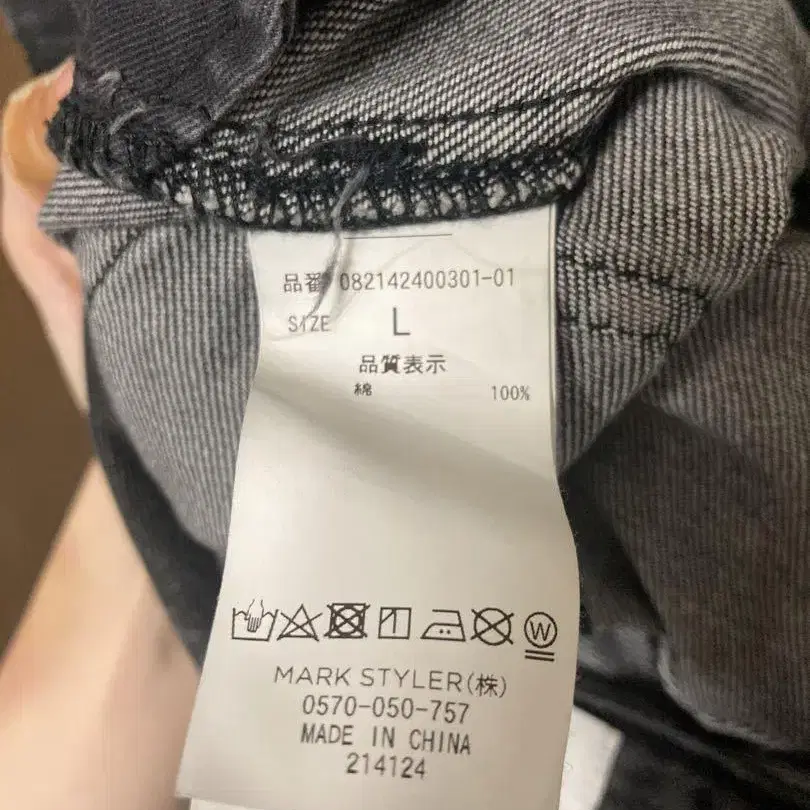 品番 082142400301-01
SIZE L
品質表示
綿 100%
W
MARK STYLER(株)
0570-050-757
MADE IN CHINA
214124